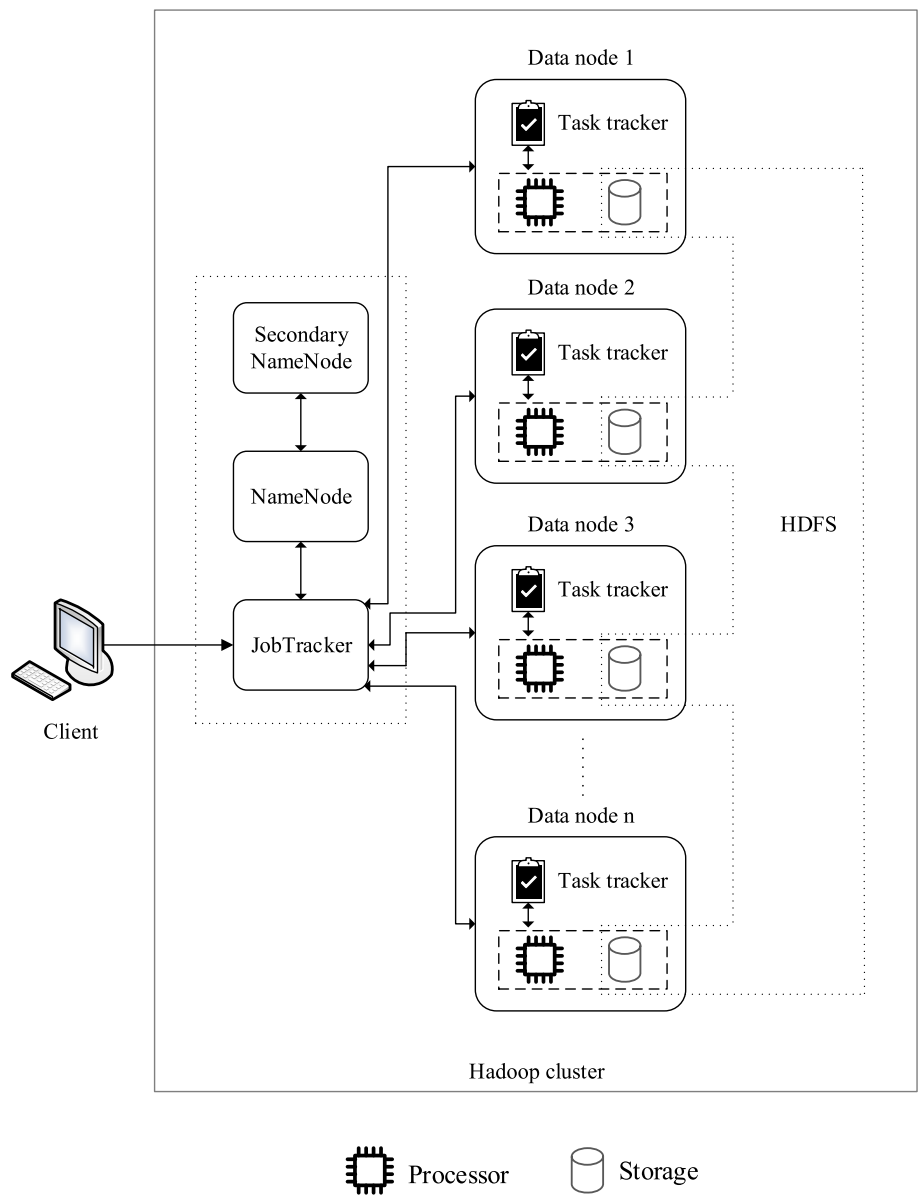 Data node 1
Task tracker
Data node 2
Task tracker
Secondary
NameNode
NameNode
Data node 3
HDFS
Task tracker
JobTracker
Client
Data node n
Task tracker
Hadoop cluster
Processor
Storage